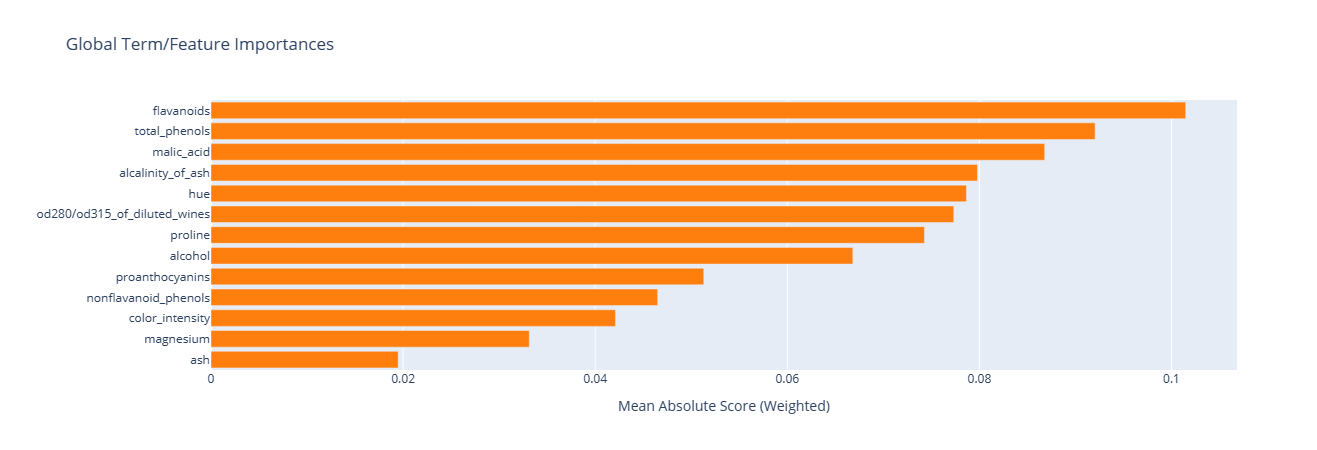 Global Term/Feature Importances
flavanoids
total_phenols
malic_acid
alcalinity_of_ash
hue
od280/od315_of_diluted_wines
proline
alcohol
proanthocyanins
nonflavanoid_phenols
color_intensity
magnesium
ash
0 0.02 0.04 0.06 0.08 0.1
Mean Absolute Score (Weighted)